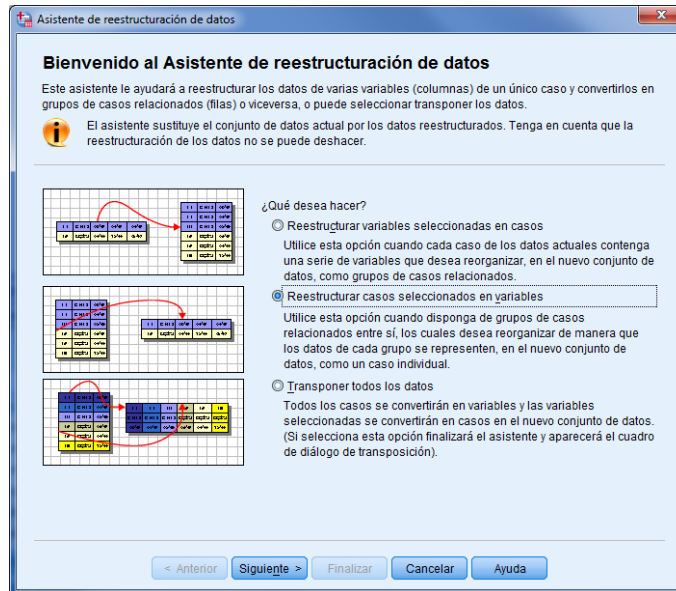 Asistente de reestructuración de datos
Bienvenido al Asistente de reestructuración de datos
Este asistente le ayudará a reestructurar los datos de varias variables (columnas) de un único caso y convertirlos en
grupos de casos relacionados (filas) o viceversa, o puede seleccionar transponer los datos.
El asistente sustituye el conjunto de datos actual por los datos reestructurados. Tenga en cuenta que la
reestructuración de los datos no se puede deshacer.
¿Qué desea hacer?
Reestructurar variables seleccionadas en casos
Utilice esta opción cuando cada caso de los datos actuales contenga
una serie de variables que desea reorganizar, en el nuevo conjunto de
datos, como grupos de casos relacionados.
Reestructurar casos seleccionados en variables
Utilice esta opción cuando disponga de grupos de casos
relacionados entre sí, los cuales desea reorganizar de manera que
los datos de cada grupo se representen, en el nuevo conjunto de
datos, como un caso individual.
Transponer todos los datos
Todos los casos se convertirán en variables y las variables
seleccionadas se convertirán en casos en el nuevo conjunto de datos.
(Si selecciona esta opción finalizará el asistente y aparecerá el cuadro
de diálogo de transposición).
< Anterior
Siguiente >
Finalizar
Cancelar
Ayuda